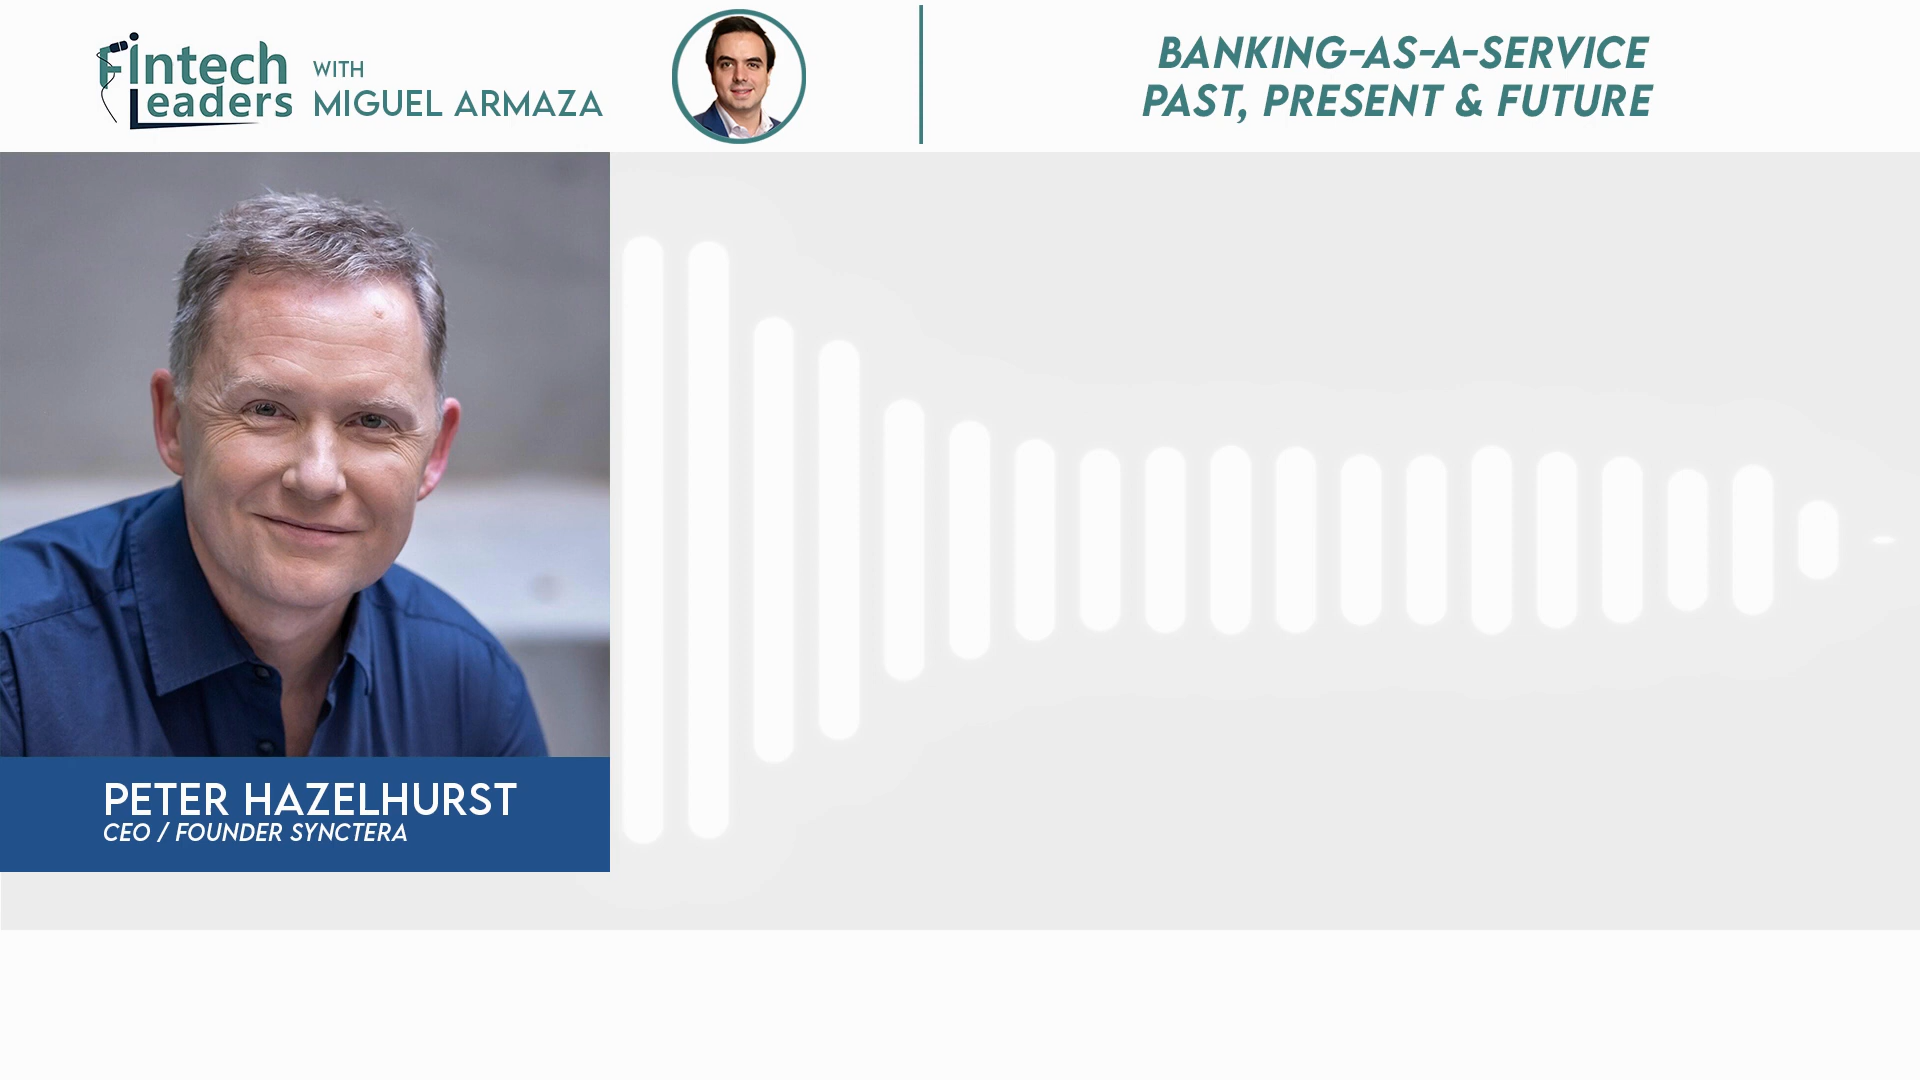 Fintech
Leaders
WITH
MIGUEL ARMAZA
BANKING-AS-A-SERVICE
PAST, PRESENT & FUTURE
PETER HAZELHURST
CEO / FOUNDER SYNCTERA